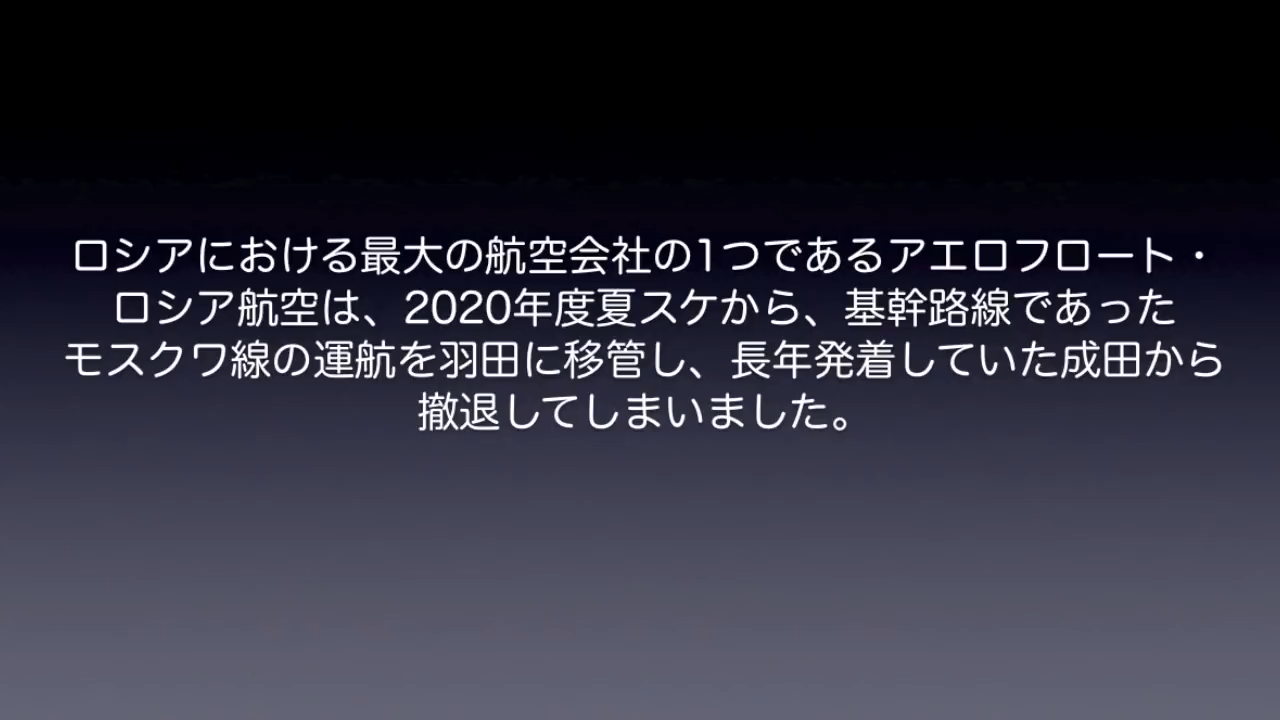 ロシアにおける最大の航空会社の1つであるアエロフロート・
ロシア航空は、2020年度夏スケから、基幹路線であった
モスクワ線の運航を羽田に移管し、長年発着していた成田から
撤退してしまいました。